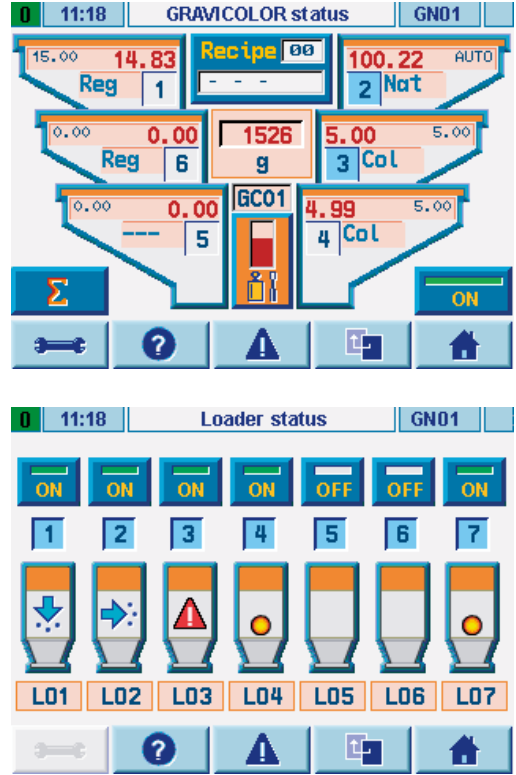 0 11:18 GRAVICOLOR status GN01
15.00 14.83 Recipe 00 100.22 AUTO
Reg 1 - - - 2 Nat
0.00 0.00 1526 5.00 5.00
Reg 6 g 3 Col
0.00 0.00 GC01 4.99 5.00
--- 5 4 Col
Σ ON
?
0 11:18 Loader status GN01
ON ON ON ON OFF OFF ON
1 2 3 4 5 6 7
L01 L02 L03 L04 L05 L06 L07
?